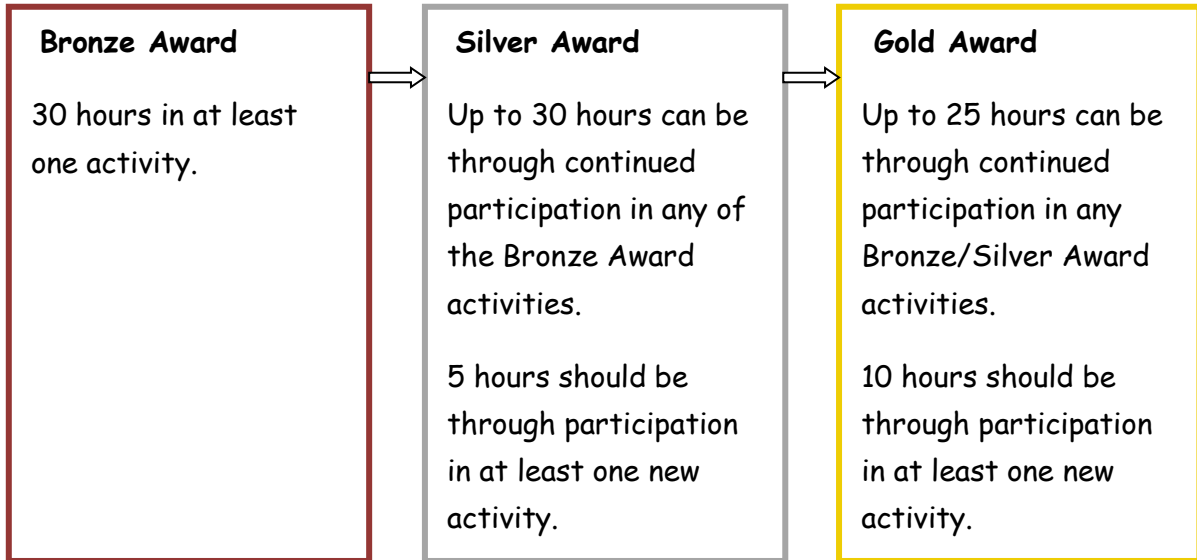 Bronze Award
30 hours in at least
one activity.
Silver Award
Up to 30 hours can be
through continued
participation in any of
the Bronze Award
activities.
5 hours should be
through participation
in at least one new
activity.
Gold Award
Up to 25 hours can be
through continued
participation in any
Bronze/Silver Award
activities.
10 hours should be
through participation
in at least one new
activity.